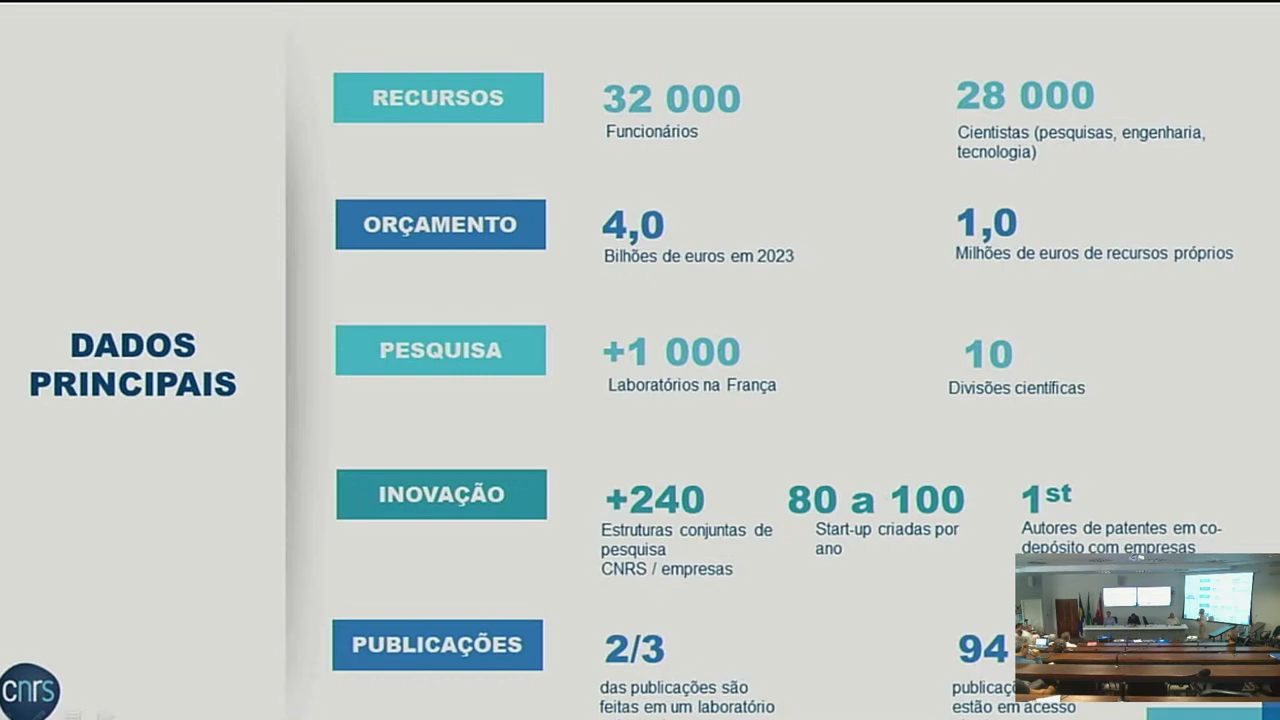 RECURSOS
32 000
Funcionários
28 000
Cientistas (pesquisas, engenharia,
tecnologia)
ORÇAMENTO
4,0
Bilhões de euros em 2023
1,0
Milhões de euros de recursos próprios
DADOS
PRINCIPAIS
PESQUISA
+1 000
Laboratórios na França
10
Divisões científicas
INOVAÇÃO
+240
Estruturas conjuntas de
pesquisa
CNRS / empresas
80 a 100
Start-up criadas por
ano
1st
Autores de patentes em co-
depósito com empresas
PUBLICAÇÕES
2/3
das publicações são
feitas em um laboratório
94
estão em acesso
cnrs